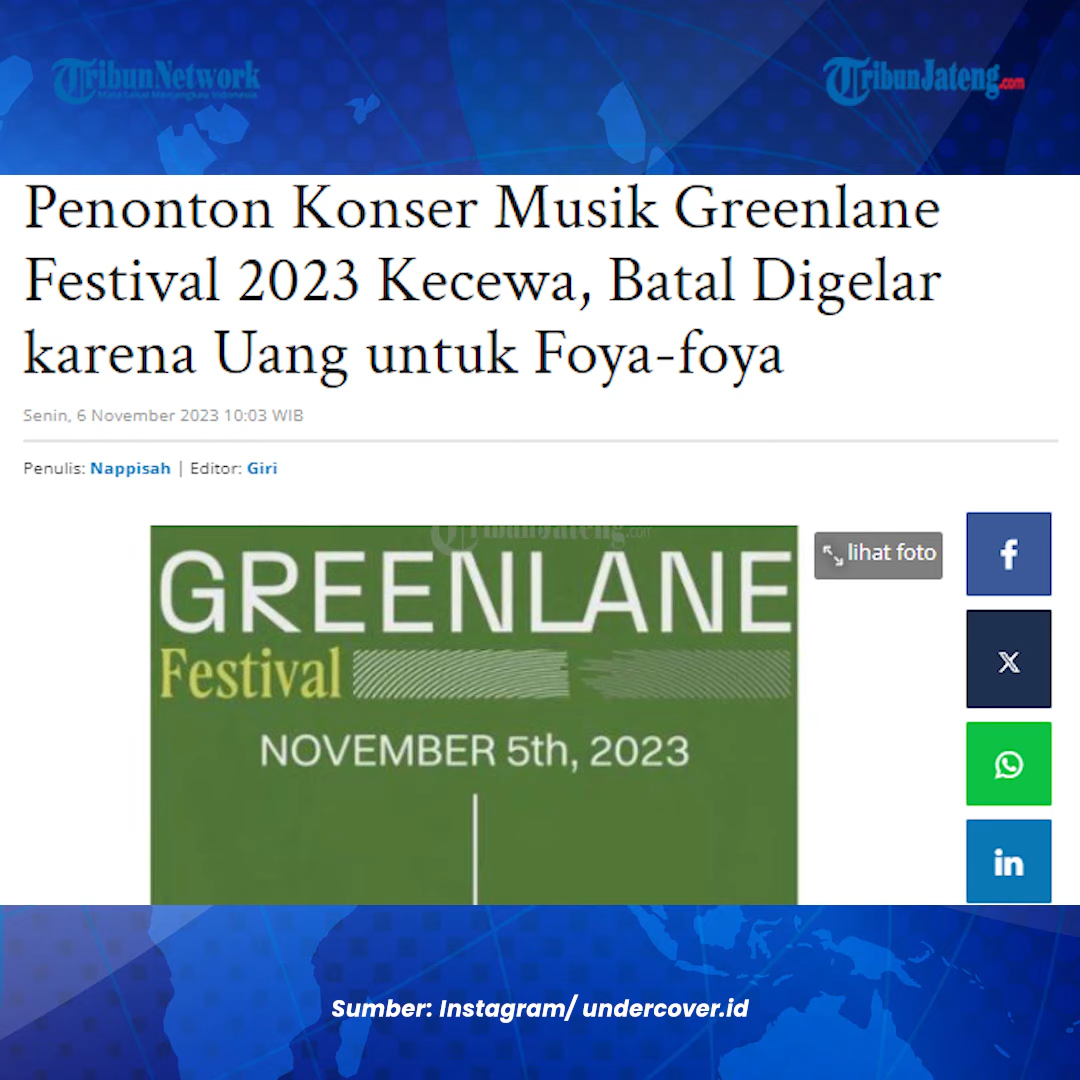 TribunNetwork
TribunJateng.com
Penonton Konser Musik Greenlane
Festival 2023 Kecewa, Batal Digelar
karena Uang untuk Foya-foya
Senin, 6 November 2023 10:03 WIB
Penulis: Nappisah | Editor: Giri
TribunJateng.com
lihat foto
GREENLANE
Festival
NOVEMBER 5th, 2023
Sumber: Instagram/ undercover.id